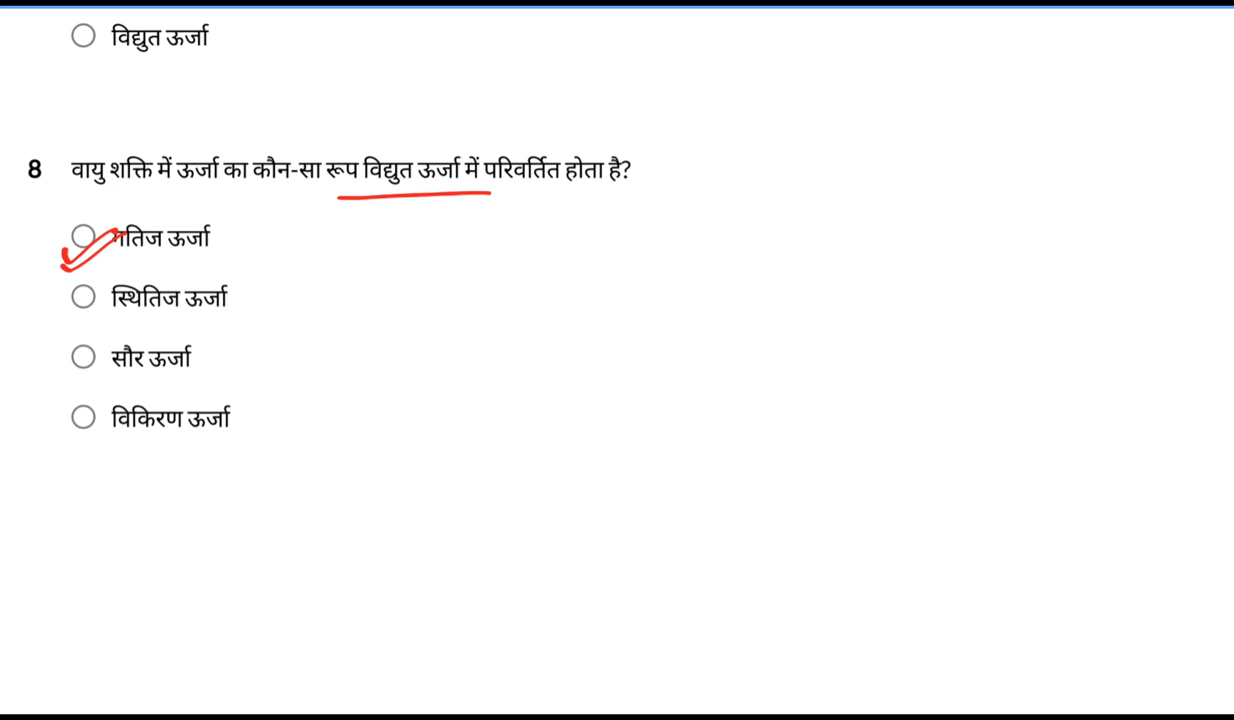 विद्युत ऊर्जा
8 वायु शक्ति में ऊर्जा का कौन-सा रूप विद्युत ऊर्जा में परिवर्तित होता है?
गतिज ऊर्जा
स्थितिज ऊर्जा
सौर ऊर्जा
विकिरण ऊर्जा